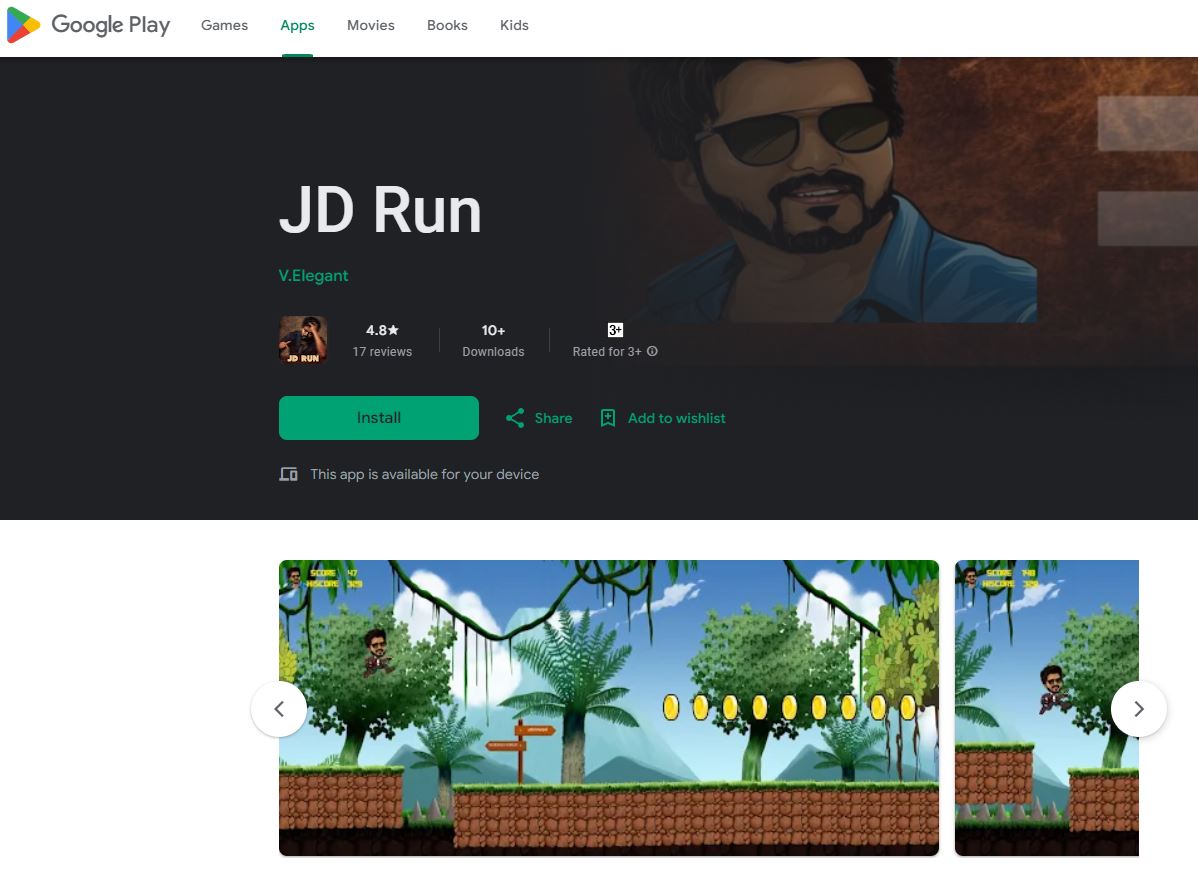 Google Play
Games
Apps
Movies
Books
Kids
JD Run
V.Elegant
JD RUN
4.8★
17 reviews
10+
Downloads
3+
Rated for 3+
Install
Share
Add to wishlist
This app is available for your device
SCORE 47
HISCORE 329
SCORE 148
HISCORE 329